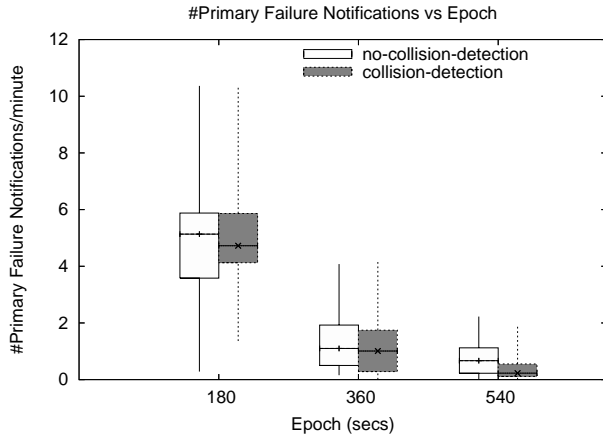 #Primary Failure Notifications vs Epoch
12
10
8
6
4
2
0
#Primary Failure Notifications/minute
no-collision-detection
collision-detection
180
360
540
Epoch (secs)